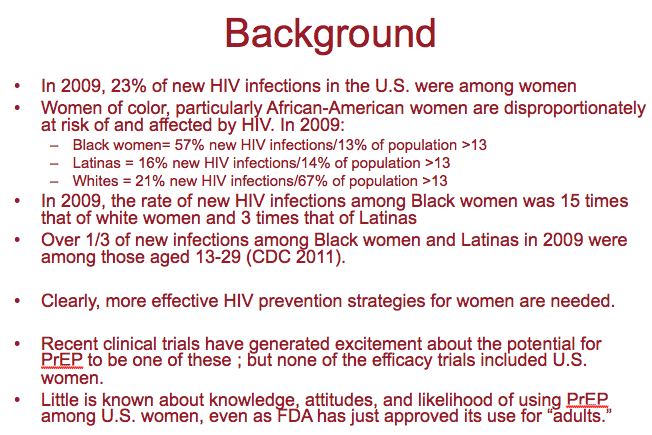 Background
• In 2009, 23% of new HIV infections in the U.S. were among women
• Women of color, particularly African-American women are disproportionately
at risk of and affected by HIV. In 2009:
– Black women= 57% new HIV infections/13% of population >13
– Latinas = 16% new HIV infections/14% of population >13
– Whites = 21% new HIV infections/67% of population >13
• In 2009, the rate of new HIV infections among Black women was 15 times
that of white women and 3 times that of Latinas
• Over 1/3 of new infections among Black women and Latinas in 2009 were
among those aged 13-29 (CDC 2011).
• Clearly, more effective HIV prevention strategies for women are needed.
• Recent clinical trials have generated excitement about the potential for
PrEP to be one of these ; but none of the efficacy trials included U.S.
women.
• Little is known about knowledge, attitudes, and likelihood of using PrEP
among U.S. women, even as FDA has just approved its use for “adults.”